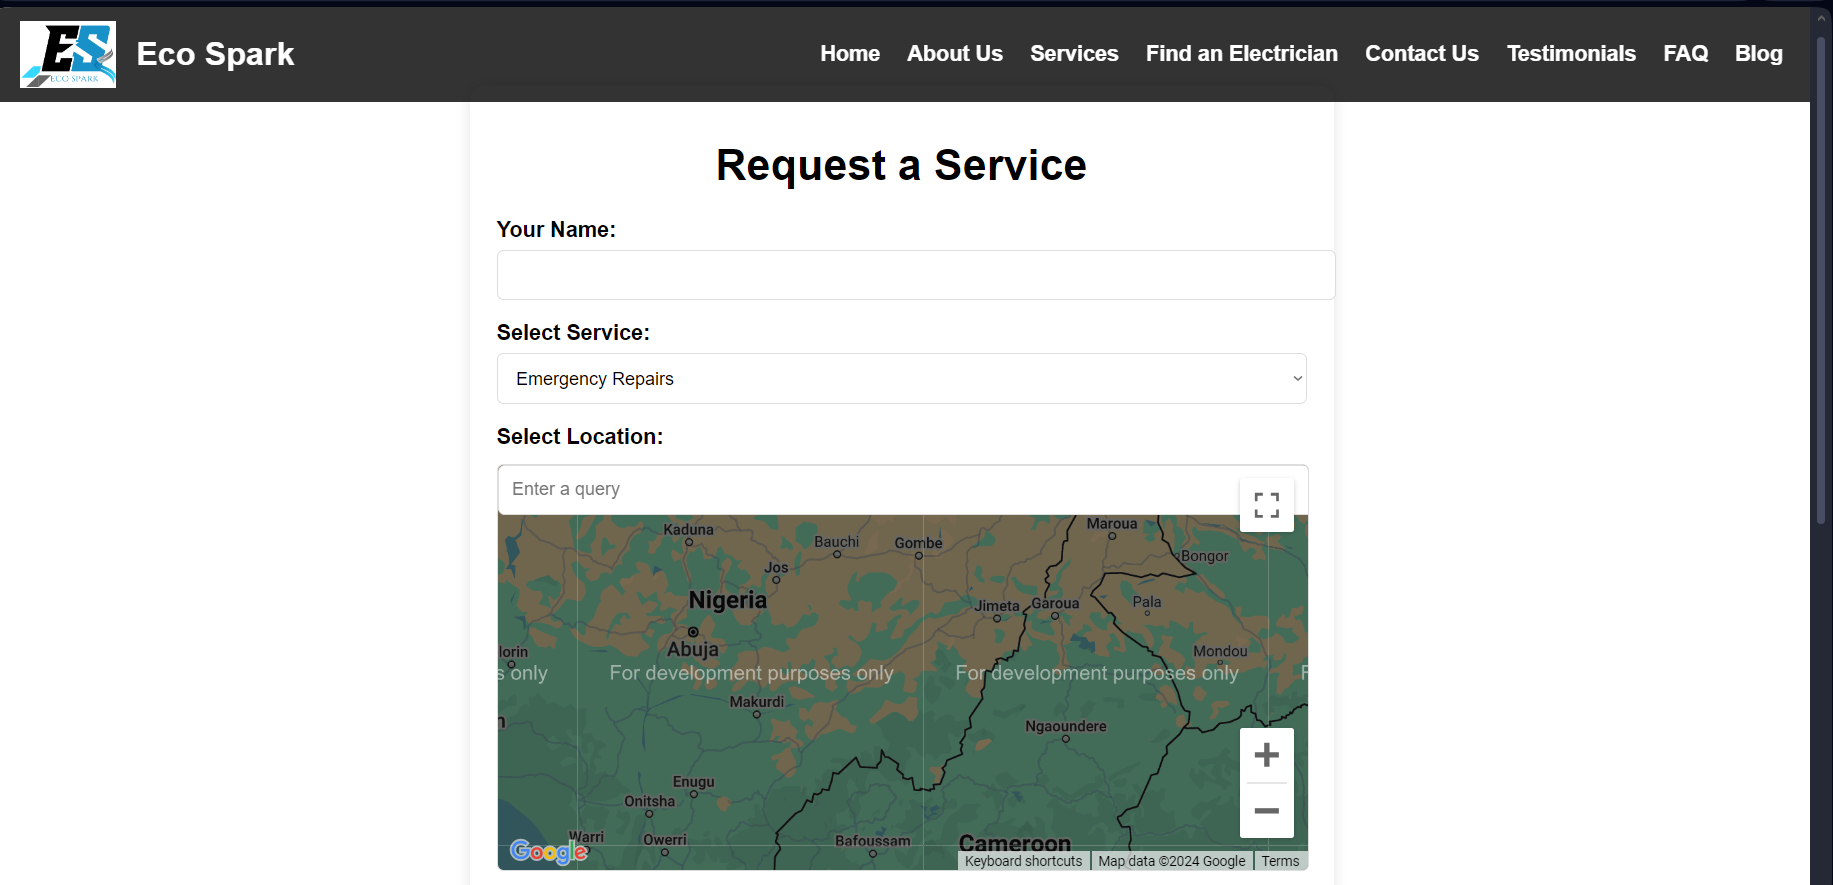 ES
ECO SPARK
Eco Spark
Home About Us Services Find an Electrician Contact Us Testimonials FAQ Blog
Request a Service
Your Name:
Select Service:
Emergency Repairs
Select Location:
Enter a query
Kaduna
Bauchi
Gombe
Maroua
Bongor
Jos
Nigeria
Jimeta
Garoua
Pala
Abuja
lorin
Mondou
s only
For development purposes only
For development purposes only
F
Makurdi
Ngaoundere
Enugu
Onitsha
Warri
Owerri
Bafoussam
Cameroon
Google
Keyboard shortcuts
Map data ©2024 Google
Terms